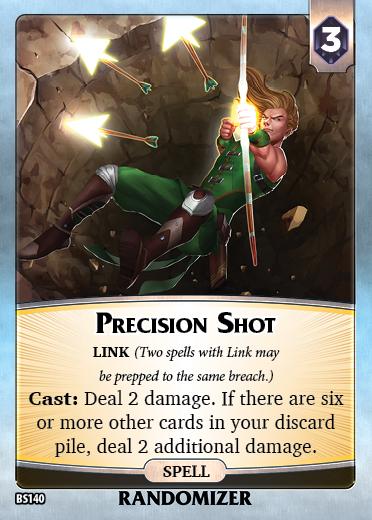 3
PRECISION SHOT
LINK (Two spells with Link may
be prepped to the same breach.)
Cast: Deal 2 damage. If there are six
or more other cards in your discard
pile, deal 2 additional damage.
SPELL
BS140 RANDOMIZER